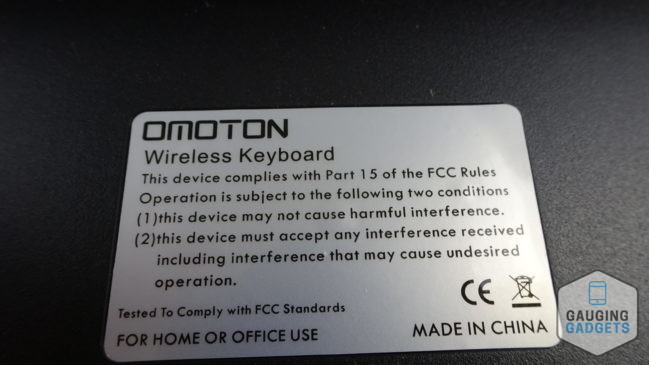 OMOTON
Wireless Keyboard
This device complies with Part 15 of the FCC Rules
Operation is subject to the following two conditions
(1)this device may not cause harmful interference.
(2)this device must accept any interference received
including interference that may cause undesired
operation.
CE
Tested To Comply with FCC Standards
FOR HOME OR OFFICE USE
MADE IN CHINA
GAUGING
GADGETS